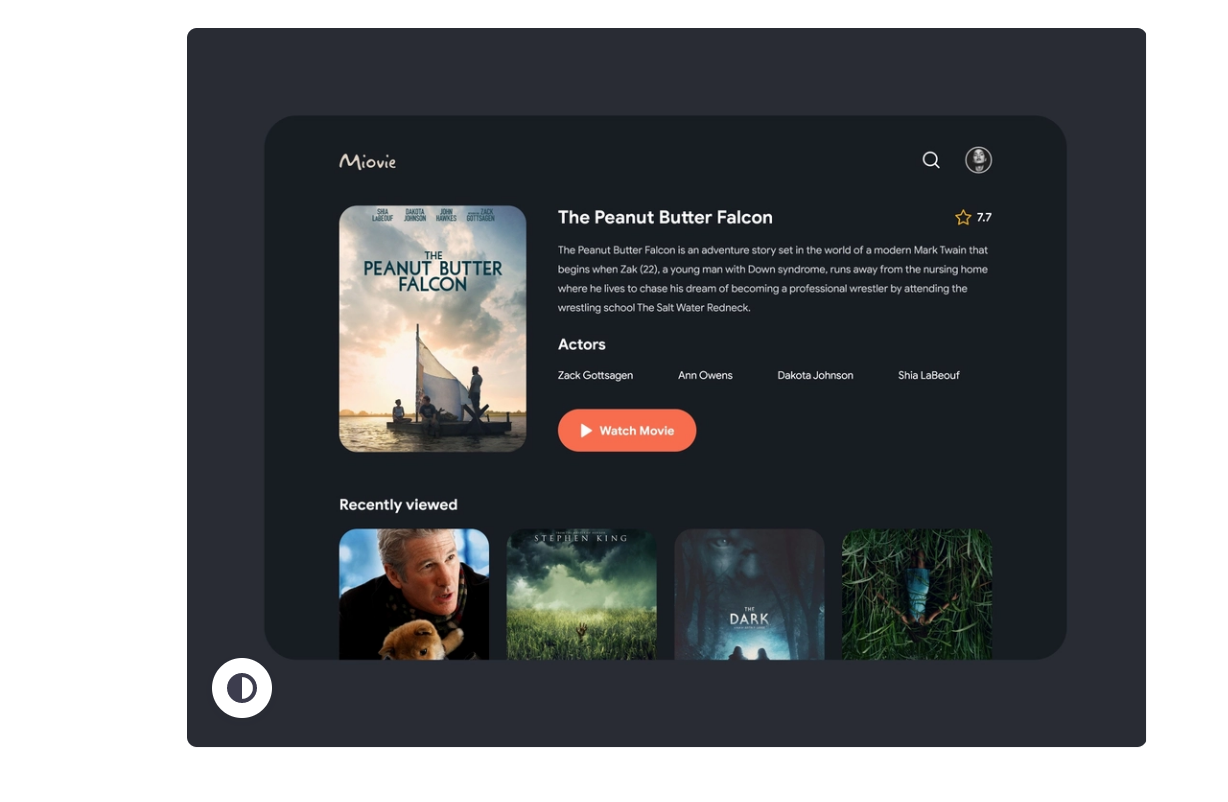 Miovie
SHIA LaBEOUF DAKOTA JOHNSON JOHN HAWKES ZACK GOTTSAGEN
THE
PEANUT BUTTER
FALCON
The Peanut Butter Falcon
7.7
The Peanut Butter Falcon is an adventure story set in the world of a modern Mark Twain that
begins when Zak (22), a young man with Down syndrome, runs away from the nursing home
where he lives to chase his dream of becoming a professional wrestler by attending the
wrestling school The Salt Water Redneck.
Actors
Zack Gottsagen Ann Owens Dakota Johnson Shia LaBeouf
Watch Movie
Recently viewed
STEPHEN KING
THE
DARK